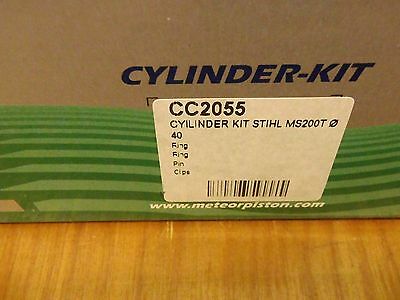 CYLINDER-KIT
CC2055
CYILINDER KIT STIHL MS200T Ø
40
Ring
Ring
Pin
Clips
www.meteorpiston.com